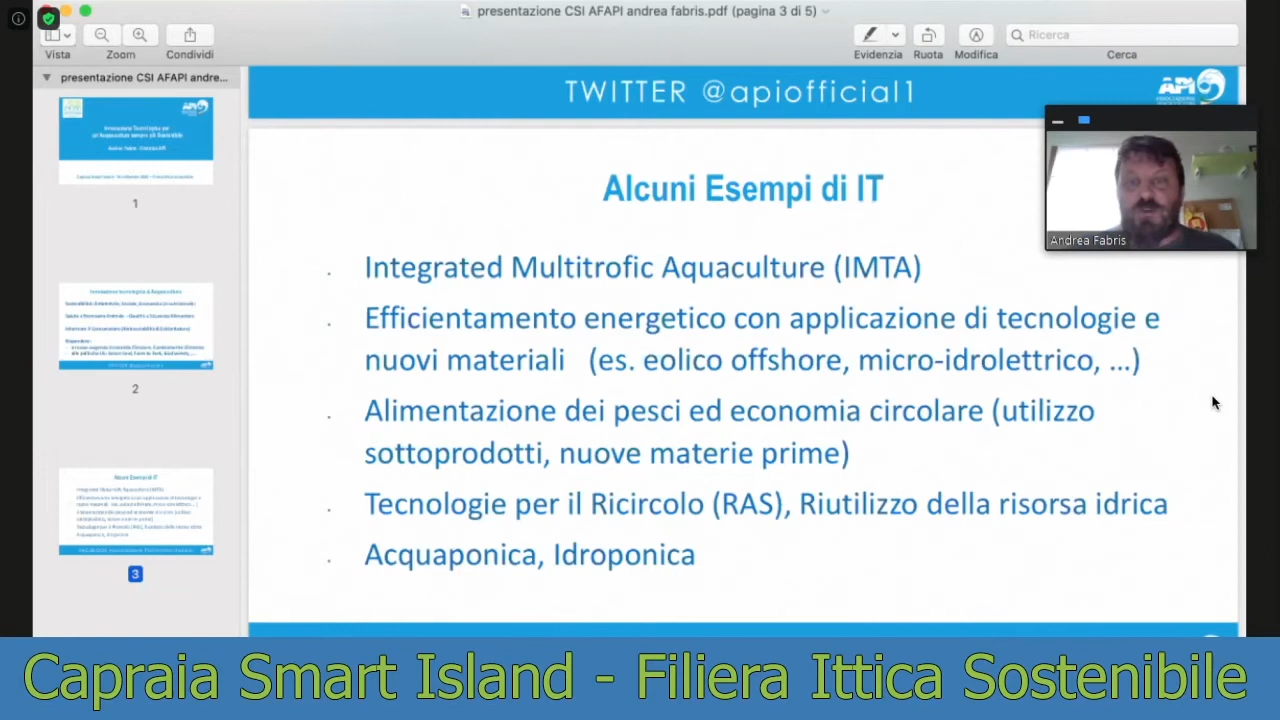 presentazione CSI AFAPI andrea fabris.pdf (pagina 3 di 5)
Vista
Zoom
Condividi
Evidenzia
Ruota
Modifica
Ricerca
Cerca
presentazione CSI AFAPI andre...
TWITTER @apiofficial1
API
Andrea Fabris
1
2
3
Alcuni Esempi di IT
. Integrated Multitrofic Aquaculture (IMTA)
. Efficientamento energetico con applicazione di tecnologie e
nuovi materiali (es. eolico offshore, micro-idrolettrico, ...)
. Alimentazione dei pesci ed economia circolare (utilizzo
sottoprodotti, nuove materie prime)
. Tecnologie per il Ricircolo (RAS), Riutilizzo della risorsa idrica
. Acquaponica, Idroponica
Capraia Smart Island - Filiera Ittica Sostenibile